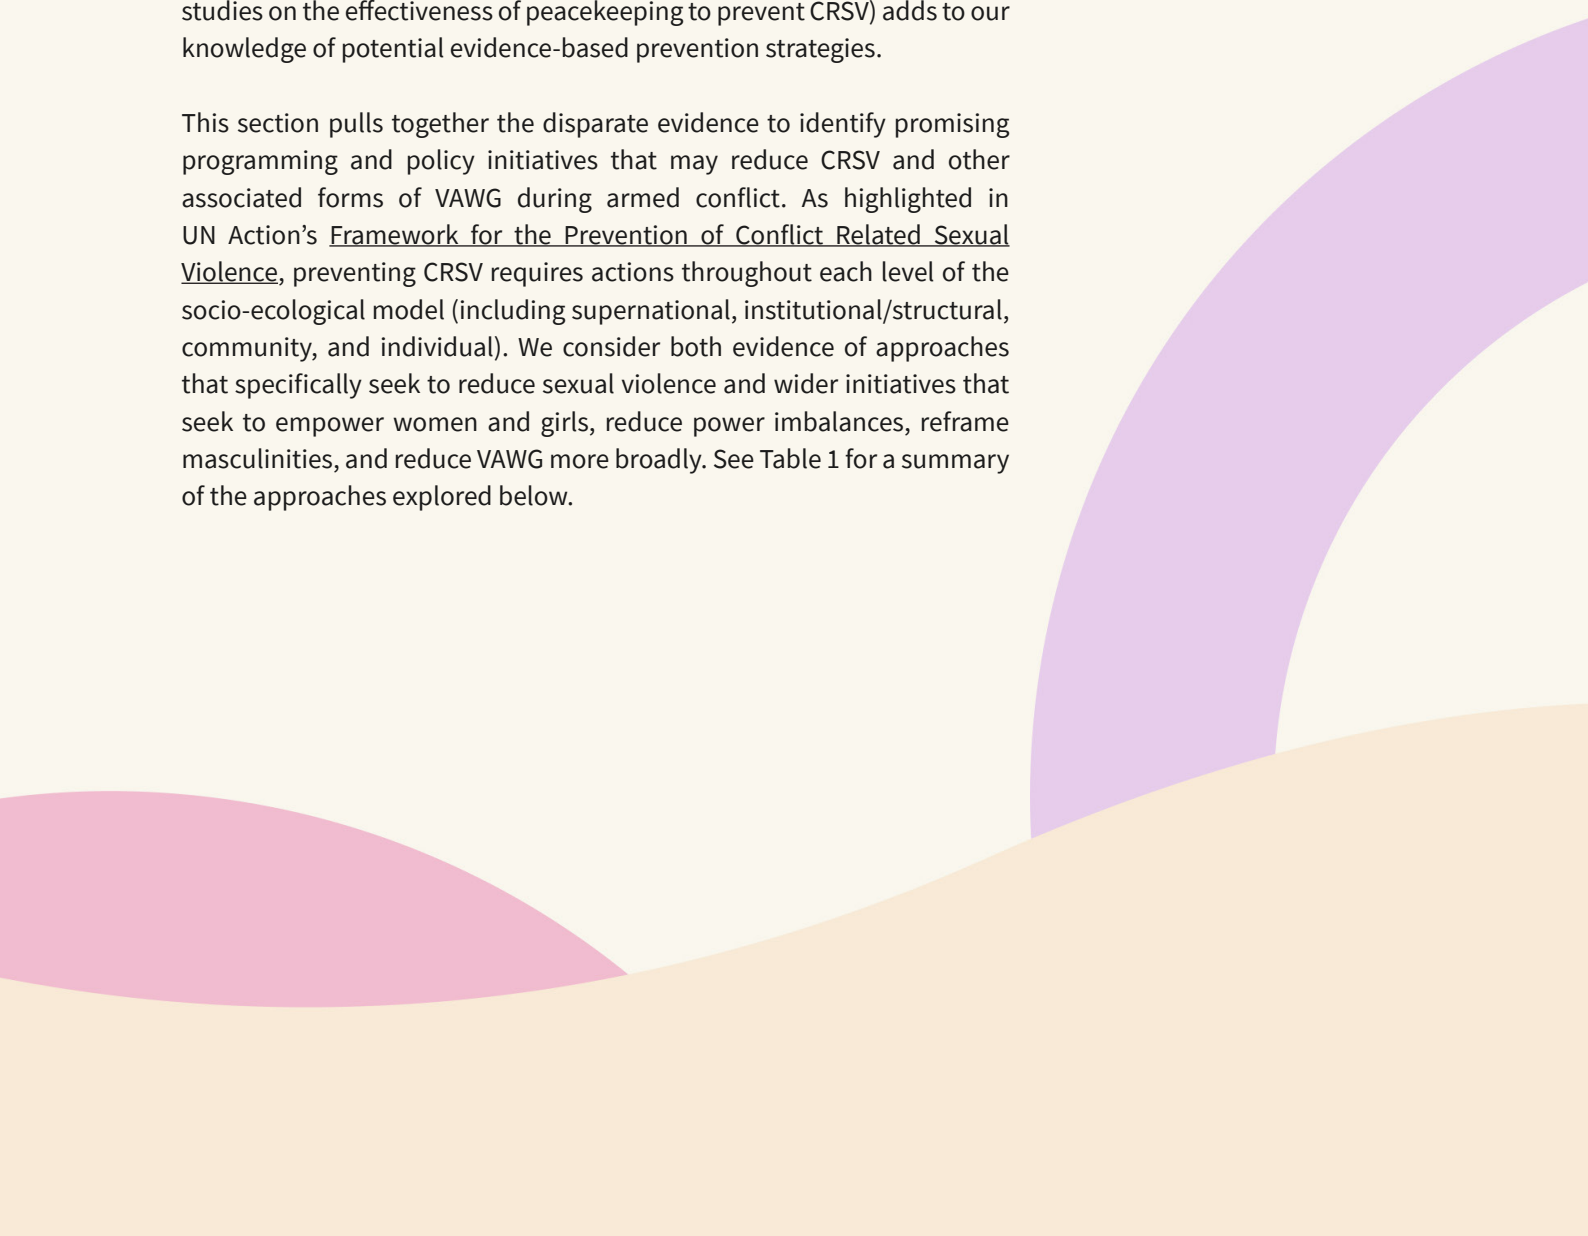 studies on the effectiveness of peacekeeping to prevent CRSV) adds to our
knowledge of potential evidence-based prevention strategies.
This section pulls together the disparate evidence to identify promising
programming and policy initiatives that may reduce CRSV and other
associated forms of VAWG during armed conflict. As highlighted in
UN Action’s Framework for the Prevention of Conflict Related Sexual
Violence, preventing CRSV requires actions throughout each level of the
socio-ecological model (including supernational, institutional/structural,
community, and individual). We consider both evidence of approaches
that specifically seek to reduce sexual violence and wider initiatives that
seek to empower women and girls, reduce power imbalances, reframe
masculinities, and reduce VAWG more broadly. See Table 1 for a summary
of the approaches explored below.